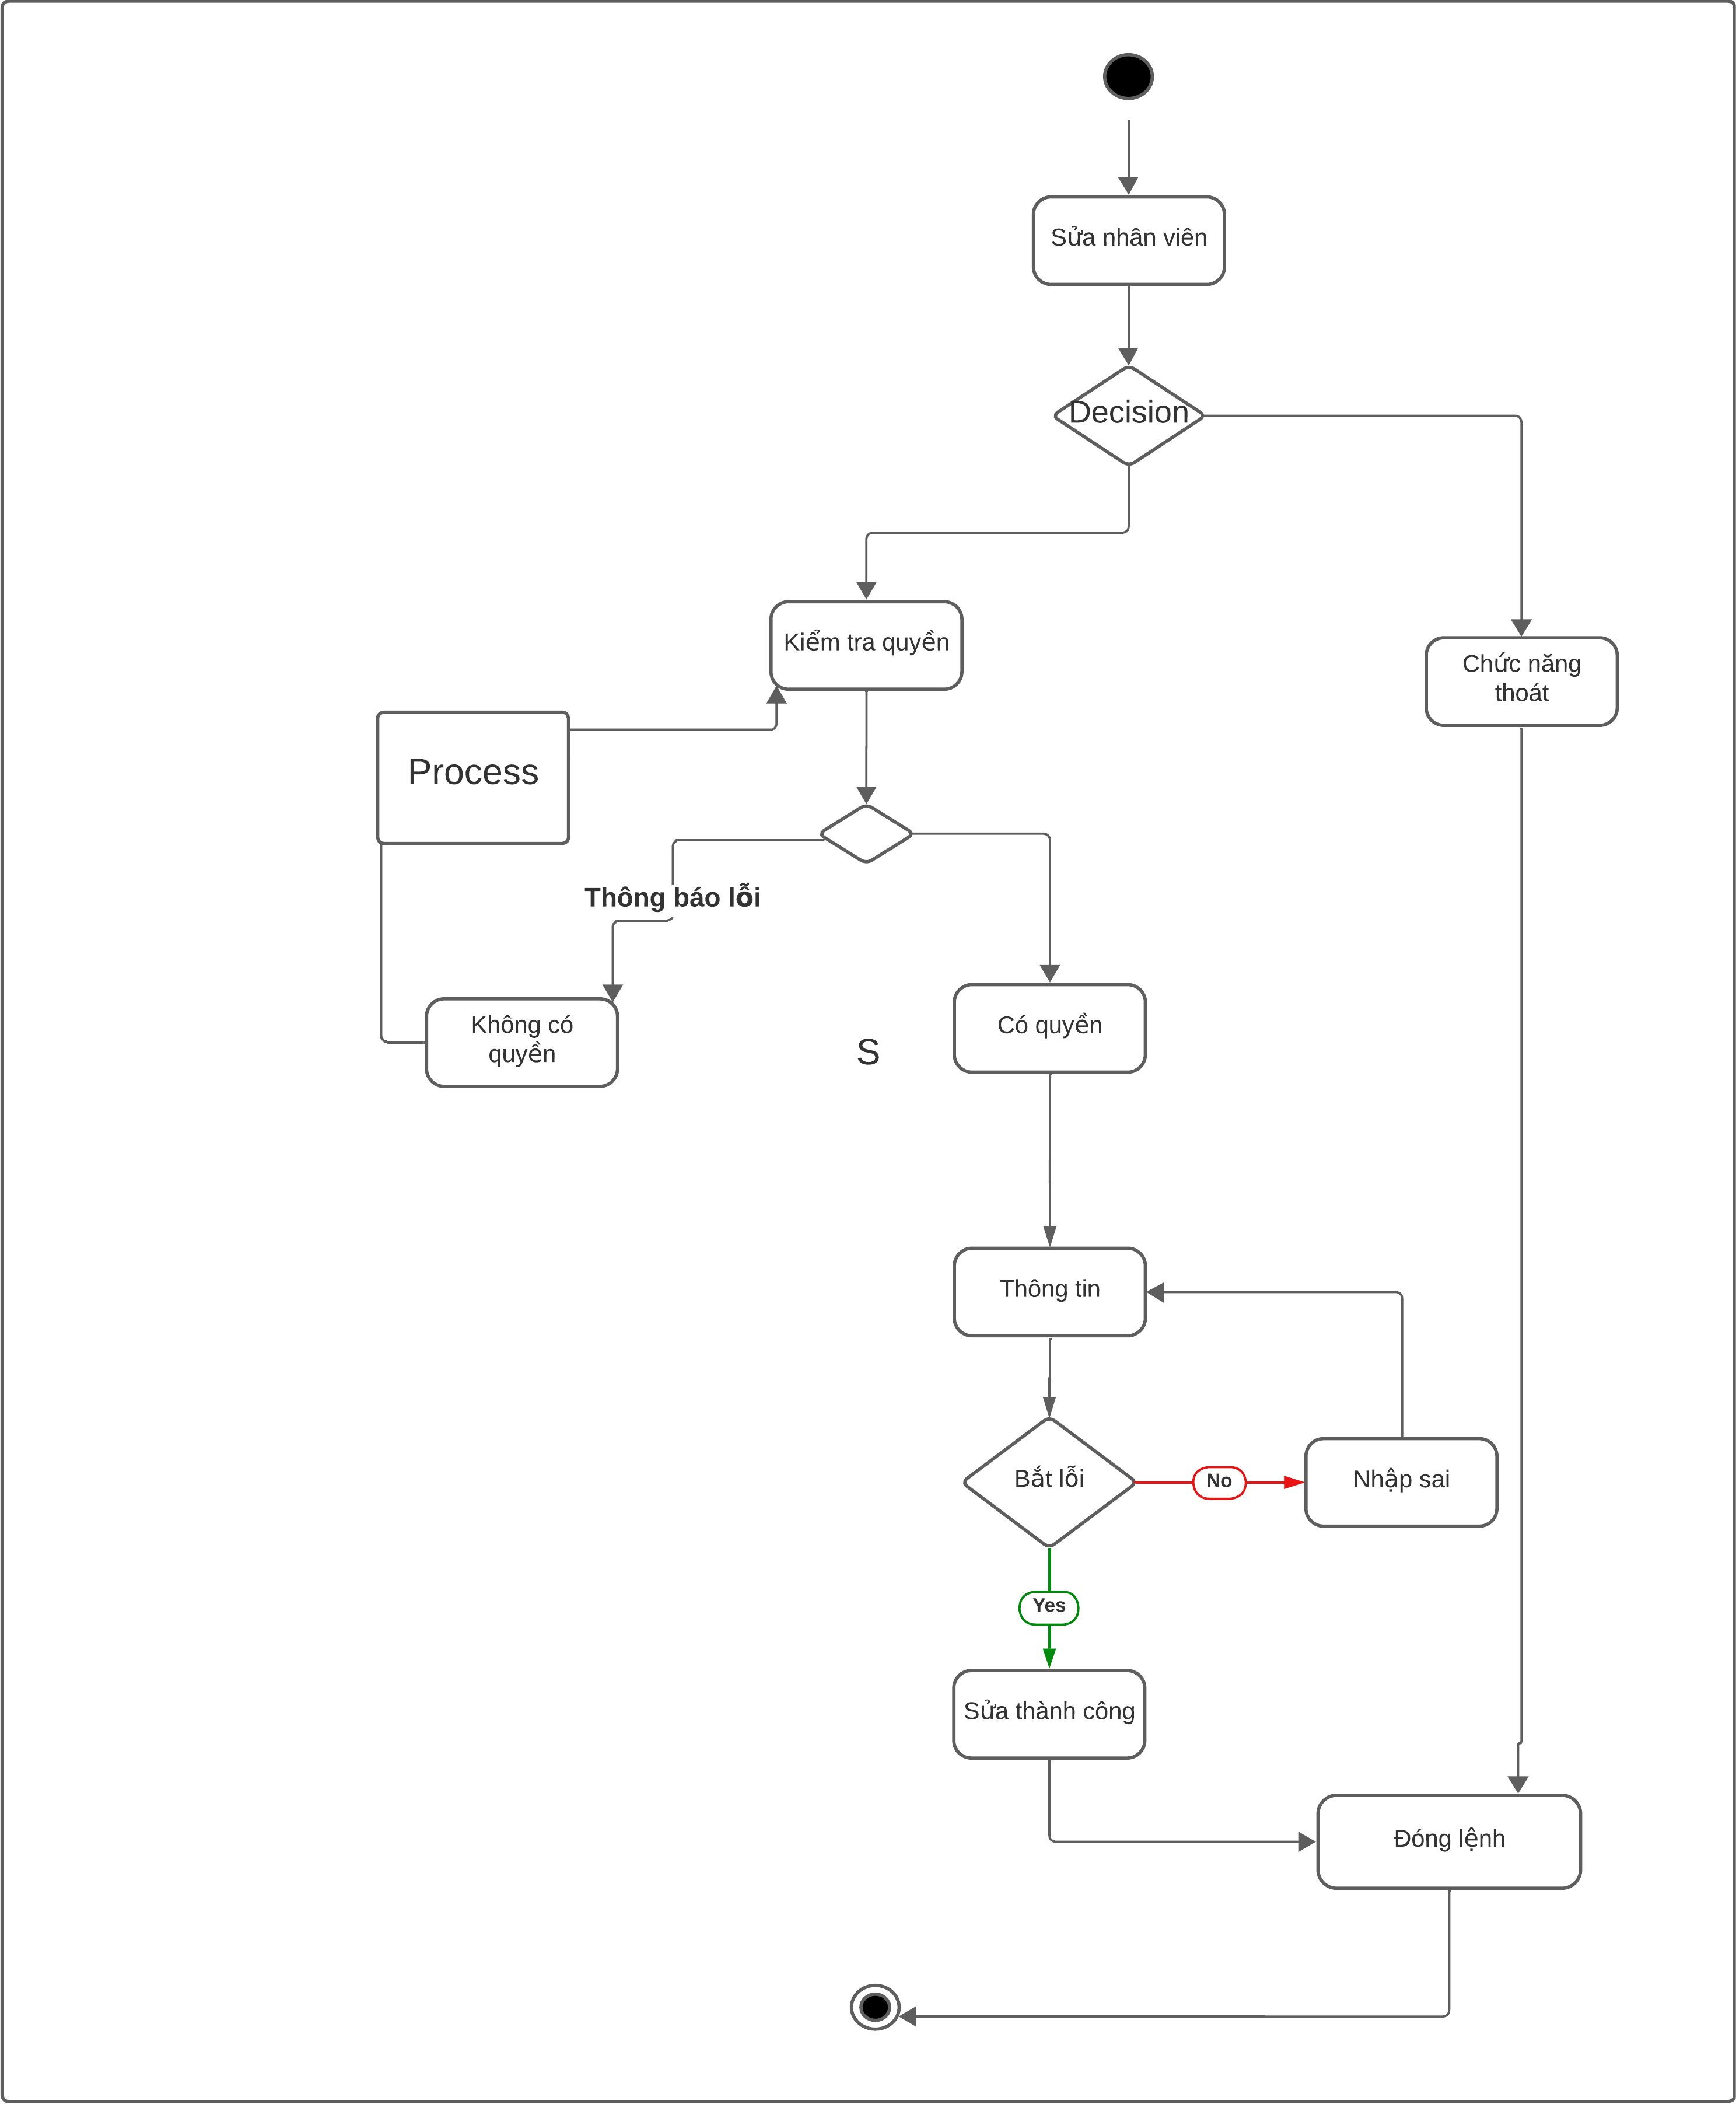 Sửa nhân viên
Decision
Kiểm tra quyền
Chức năng
thoát
Process
Thông báo lỗi
Không có
quyền
S
Có quyền
Thông tin
Bắt lỗi
No
Nhập sai
Yes
Sửa thành công
Đóng lệnh